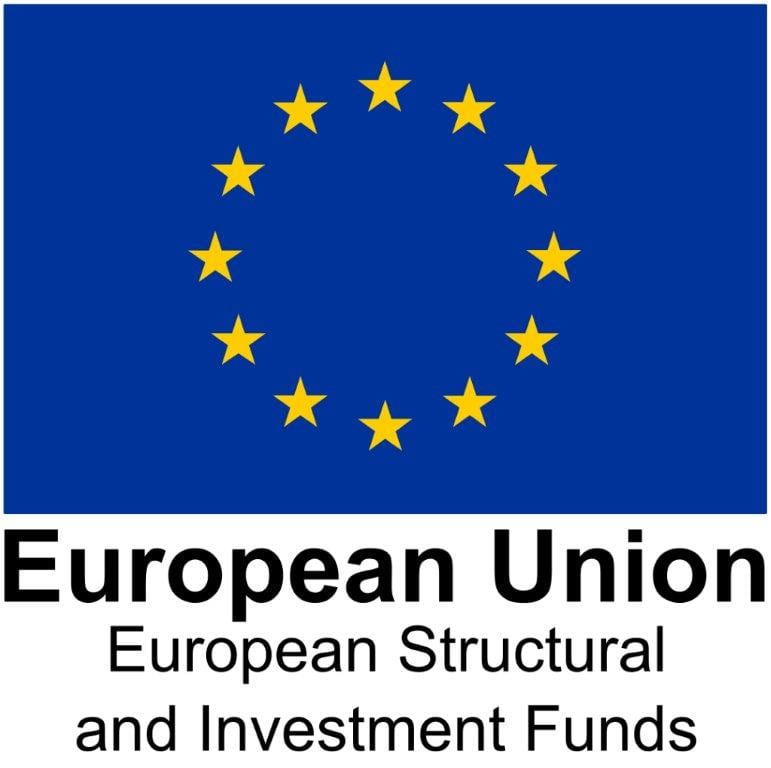 European Union
European Structural
and Investment Funds